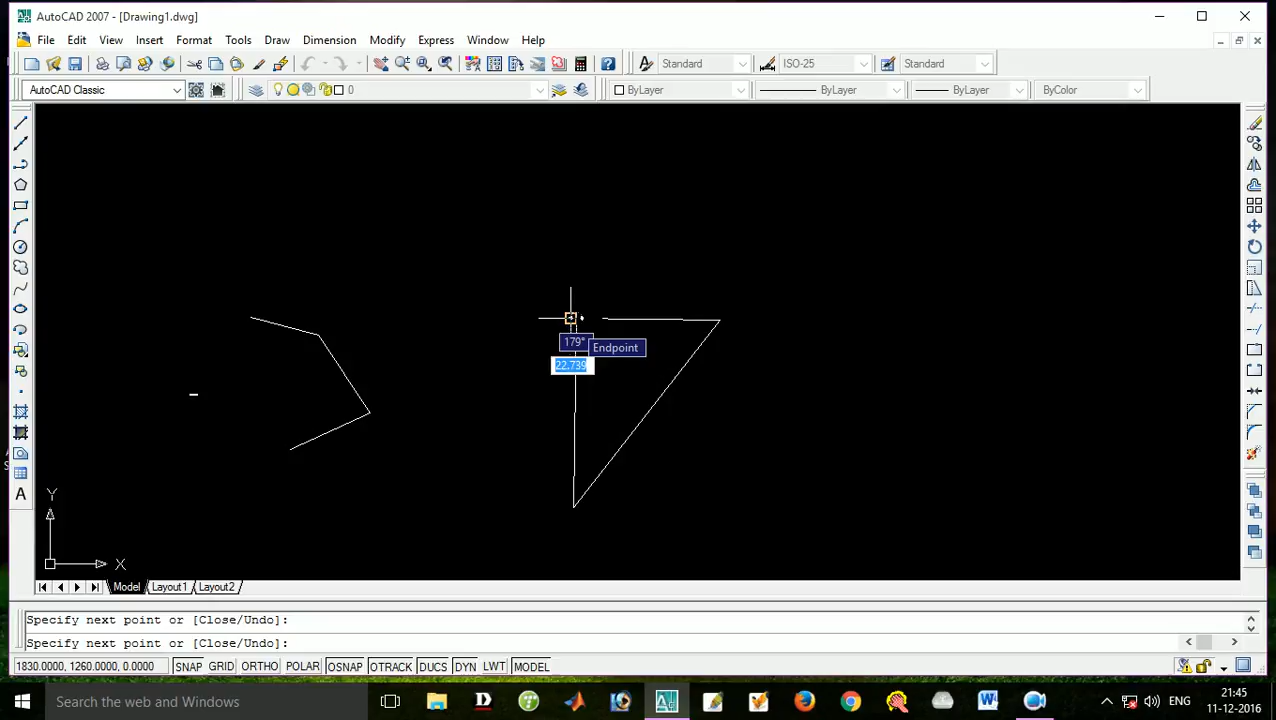 AutoCAD 2007 - [Drawing1.dwg]
File Edit View Insert Format Tools Draw Dimension Modify Express Window Help
Standard ISO-25 Standard
AutoCAD Classic 0 ByLayer ByLayer ByLayer ByColor
179° Endpoint
22.739
Y
X
A
Model Layout1 Layout2
Specify next point or [Close/Undo]:
Specify next point or [Close/Undo]:
1830.0000, 1260.0000, 0.0000 SNAP GRID ORTHO POLAR OSNAP OTRACK DUCS DYN LWT MODEL
Search the web and Windows
ENG
21:45
11-12-2016